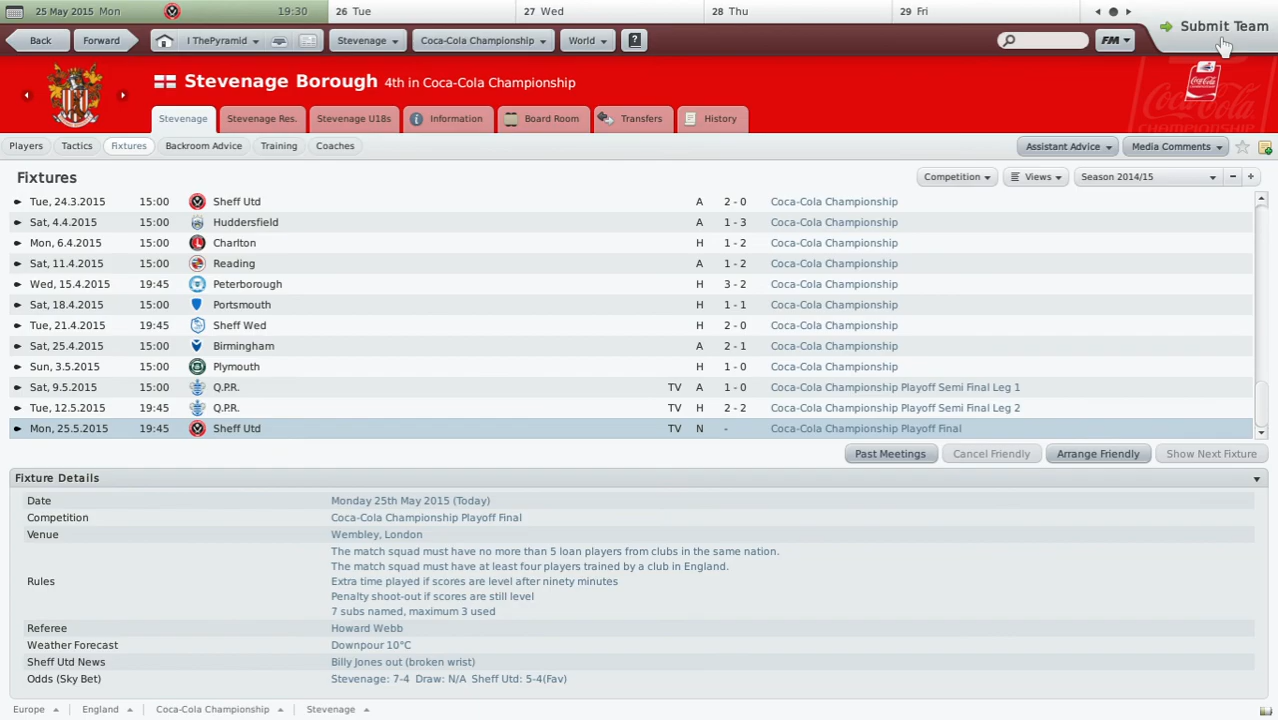 25 May 2015 Mon 19:30 26 Tue 27 Wed 28 Thu 29 Fri
Submit Team
Back Forward I ThePyramid Stevenage Coca-Cola Championship World ? FM
Stevenage Borough 4th in Coca-Cola Championship
Stevenage Stevenage Res. Stevenage U18s Information Board Room Transfers History
Players Tactics Fixtures Backroom Advice Training Coaches Assistant Advice Media Comments
Fixtures Competition Views Season 2014/15 - +
Tue, 24.3.2015 15:00 Sheff Utd A 2 - 0 Coca-Cola Championship
Sat, 4.4.2015 15:00 Huddersfield A 1 - 3 Coca-Cola Championship
Mon, 6.4.2015 15:00 Charlton H 1 - 2 Coca-Cola Championship
Sat, 11.4.2015 15:00 Reading A 1 - 2 Coca-Cola Championship
Wed, 15.4.2015 19:45 Peterborough H 3 - 2 Coca-Cola Championship
Sat, 18.4.2015 15:00 Portsmouth H 1 - 1 Coca-Cola Championship
Tue, 21.4.2015 19:45 Sheff Wed H 2 - 0 Coca-Cola Championship
Sat, 25.4.2015 15:00 Birmingham A 2 - 1 Coca-Cola Championship
Sun, 3.5.2015 15:00 Plymouth H 1 - 0 Coca-Cola Championship
Sat, 9.5.2015 15:00 Q.P.R. TV A 1 - 0 Coca-Cola Championship Playoff Semi Final Leg 1
Tue, 12.5.2015 19:45 Q.P.R. TV H 2 - 2 Coca-Cola Championship Playoff Semi Final Leg 2
Mon, 25.5.2015 19:45 Sheff Utd TV N - Coca-Cola Championship Playoff Final
Past Meetings Cancel Friendly Arrange Friendly Show Next Fixture
Fixture Details
Date Monday 25th May 2015 (Today)
Competition Coca-Cola Championship Playoff Final
Venue Wembley, London
The match squad must have no more than 5 loan players from clubs in the same nation.
The match squad must have at least four players trained by a club in England.
Rules Extra time played if scores are level after ninety minutes
Penalty shoot-out if scores are still level
7 subs named, maximum 3 used
Referee Howard Webb
Weather Forecast Downpour 10°C
Sheff Utd News Billy Jones out (broken wrist)
Odds (Sky Bet) Stevenage: 7-4 Draw: N/A Sheff Utd: 5-4(Fav)
Europe England Coca-Cola Championship Stevenage